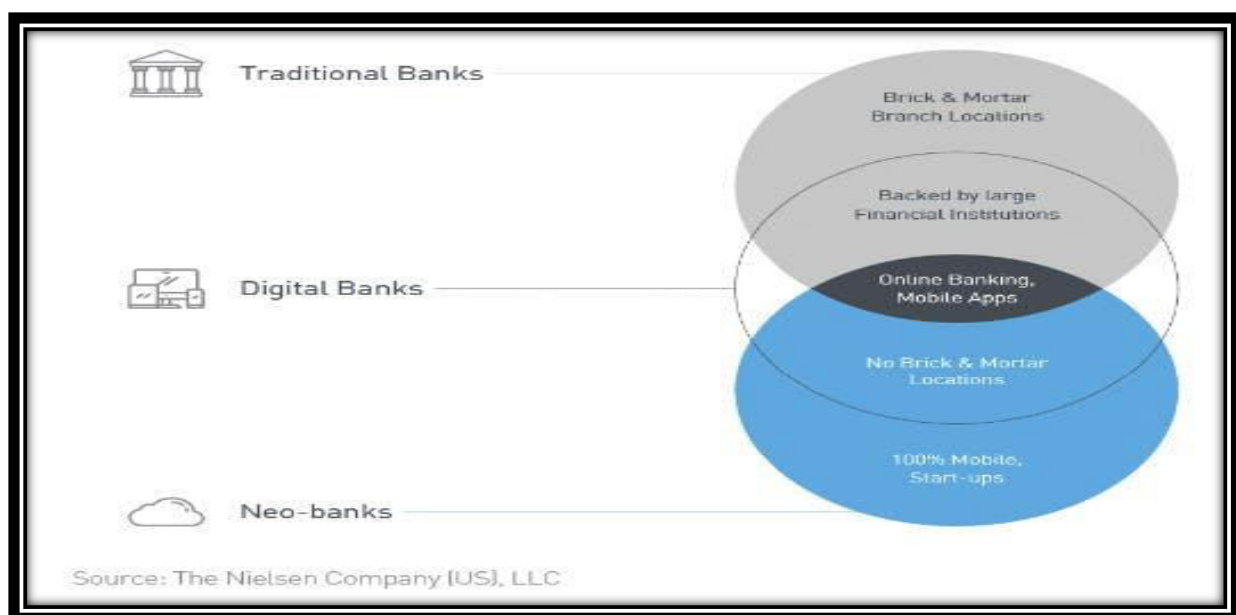 Traditional Banks
Brick & Mortar
Branch Locations
Backed by large
Financial Institutions
Digital Banks
Online Banking,
Mobile Apps
No Brick & Mortar
Locations
100% Mobile,
Start-ups
Neo-banks
Source: The Nielsen Company (US), LLC